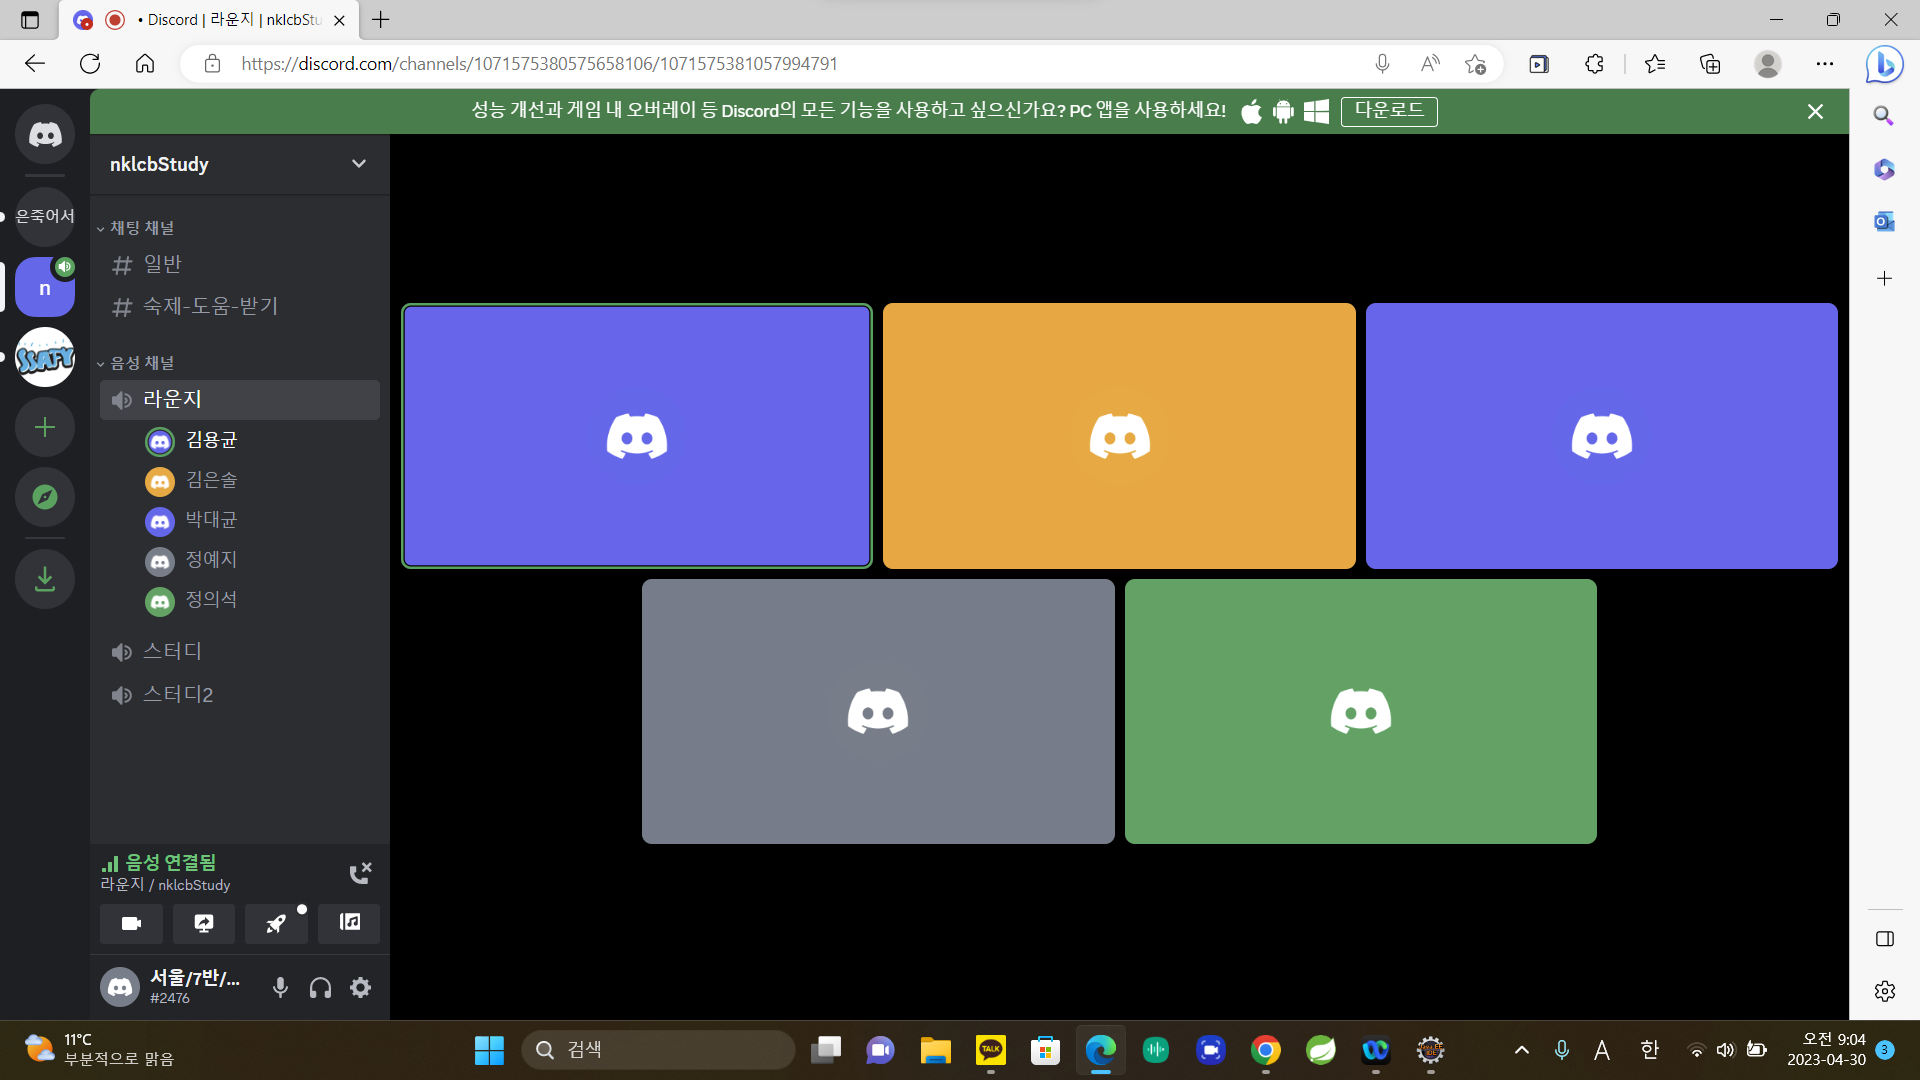 • Discord | 라운지 | nklcbStu
https://discord.com/channels/1071575380575658106/1071575381057994791
성능 개선과 게임 내 오버레이 등 Discord의 모든 기능을 사용하고 싶으신가요? PC 앱을 사용하세요!
다운로드
nklcbStudy
은죽어서
채팅 채널
일반
숙제-도움-받기
n
SSAFY
음성 채널
라운지
김용균
김은솔
박대균
정예지
정의석
스터디
스터디2
음성 연결됨
라운지 / nklcbStudy
서울/7반/...
#2476
11°C
부분적으로 맑음
검색
TALK
A
한
오전 9:04
2023-04-30
3